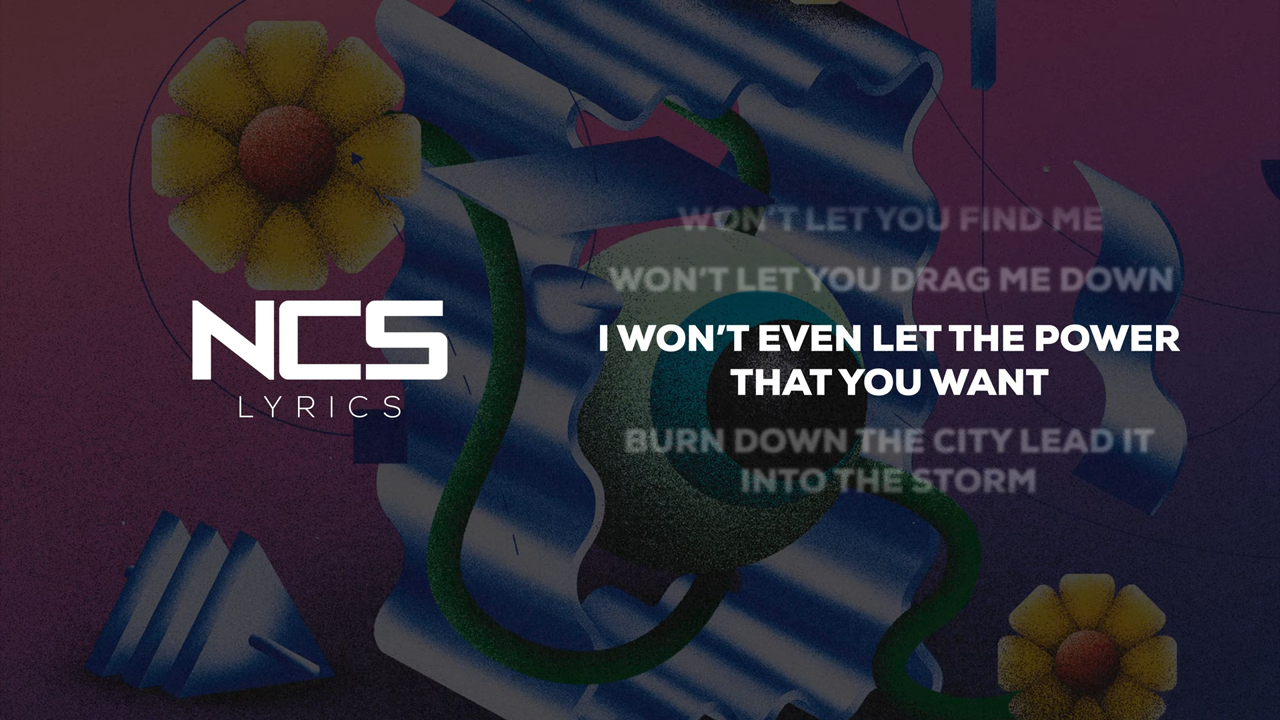 NCS
LYRICS
WON'T LET YOU FIND ME
WON'T LET YOU DRAG ME DOWN
I WON'T EVEN LET THE POWER
THAT YOU WANT
BURN DOWN THE CITY LEAD IT
INTO THE STORM